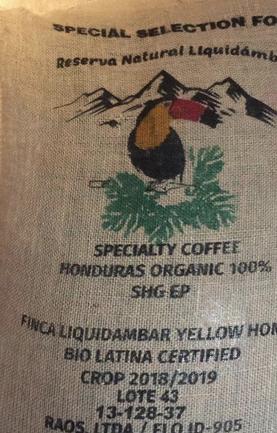 SPECIAL SELECTION FO
Reserva Natural Liquidámb
SPECIALTY COFFEE
HONDURAS ORGANIC 100%
SHG EP
FINCA LIQUIDAMBAR YELLOW HON
BIO LATINA CERTIFIED
CROP 2018/2019
LOTE 43
13-128-37
RAOS. LTDA / FLO ID-905